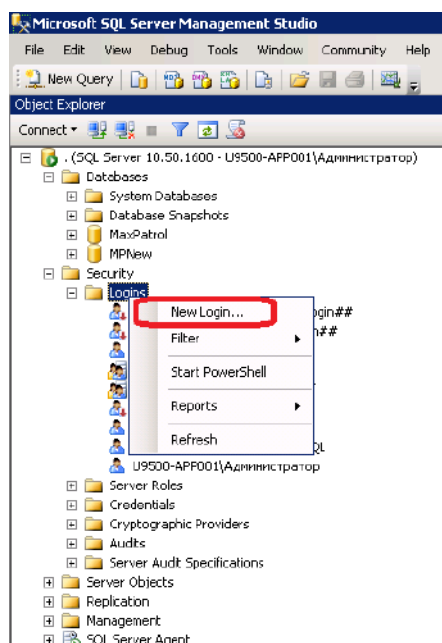 Microsoft SQL Server Management Studio
File Edit View Debug Tools Window Community Help
New Query
Object Explorer
Connect
. (SQL Server 10.50.1600 - U9500-APP001\Администратор)
Databases
System Databases
Database Snapshots
MaxPatrol
MPNew
Security
Logins
New Login...
ogin##
Filter
n##
Start PowerShell
Reports
Refresh
QL
U9500-APP001\Администратор
Server Roles
Credentials
Cryptographic Providers
Audits
Server Audit Specifications
Server Objects
Replication
Management
SQL Server Agent